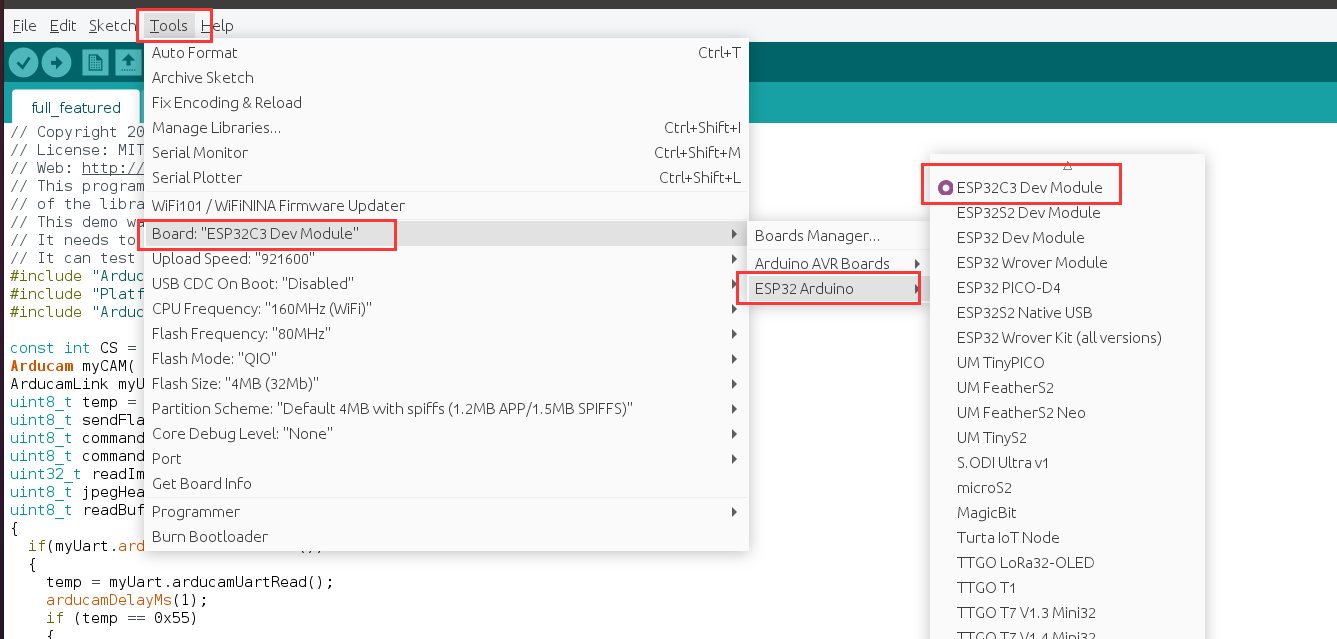 File Edit Sketch Tools Help
full_featured
// Copyright 20
// License: MIT
// Web: http://
// This program
// of the libra
// This demo wa
// It needs to
// It can test
#include "Arduc
#include "Platf
#include "Arduc
const int CS =
Arducam myCAM(
ArducamLink myU
uint8_t temp =
uint8_t sendFla
uint8_t command
uint8_t command
uint32_t readIm
uint8_t jpegHea
uint8_t readBuf
{
if(myUart.ard
{
temp = myUart.arducamUartRead();
arducamDelayMs(1);
if (temp == 0x55)
{
Auto Format Ctrl+T
Archive Sketch
Fix Encoding & Reload
Manage Libraries... Ctrl+Shift+I
Serial Monitor Ctrl+Shift+M
Serial Plotter Ctrl+Shift+L
WiFi101 / WiFiNINA Firmware Updater
Board: "ESP32C3 Dev Module"
Upload Speed: "921600"
USB CDC On Boot: "Disabled"
CPU Frequency: "160MHz (WiFi)"
Flash Frequency: "80MHz"
Flash Mode: "QIO"
Flash Size: "4MB (32Mb)"
Partition Scheme: "Default 4MB with spiffs (1.2MB APP/1.5MB SPIFFS)"
Core Debug Level: "None"
Port
Get Board Info
Programmer
Burn Bootloader
Boards Manager...
Arduino AVR Boards
ESP32 Arduino
ESP32C3 Dev Module
ESP32S2 Dev Module
ESP32 Dev Module
ESP32 Wrover Module
ESP32 PICO-D4
ESP32S2 Native USB
ESP32 Wrover Kit (all versions)
UM TinyPICO
UM FeatherS2
UM FeatherS2 Neo
UM TinyS2
S.ODI Ultra v1
microS2
MagicBit
Turta IoT Node
TTGO LoRa32-OLED
TTGO T1
TTGO T7 V1.3 Mini32
TTGO T7 V1.4 Mini32